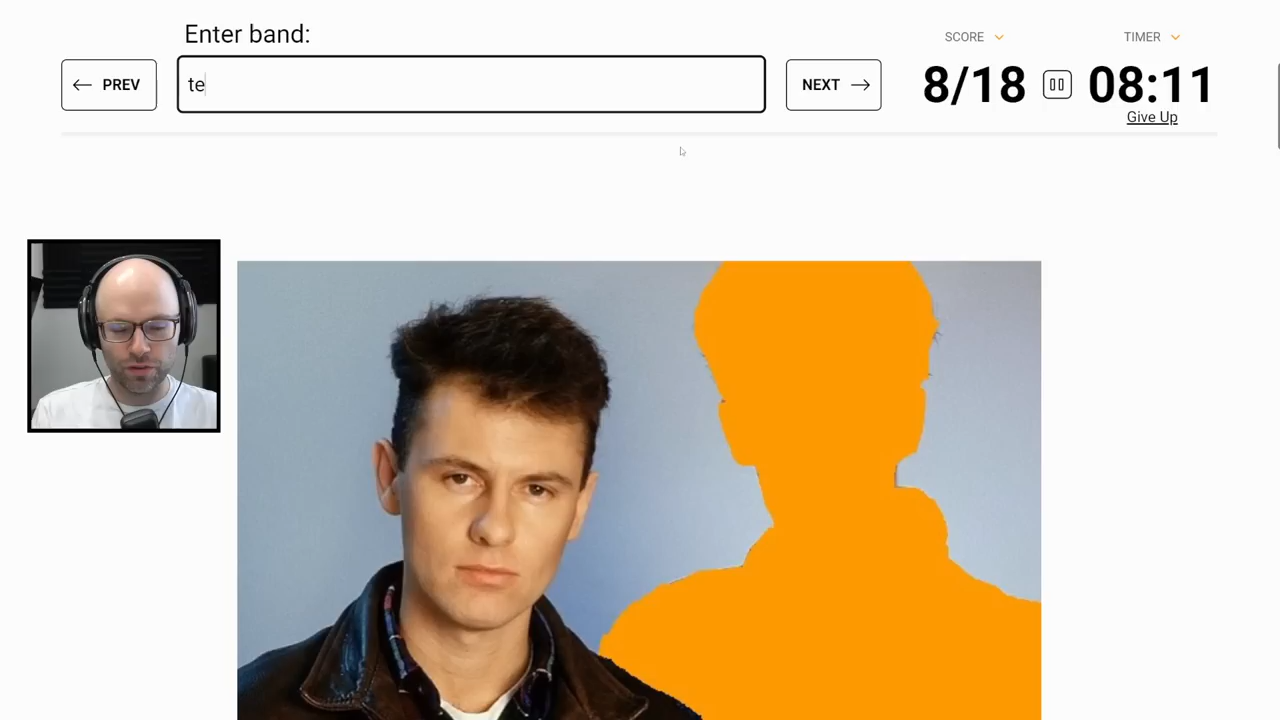 Enter band:
SCORE
TIMER
PREV
te
NEXT
8/18
08:11
Give Up